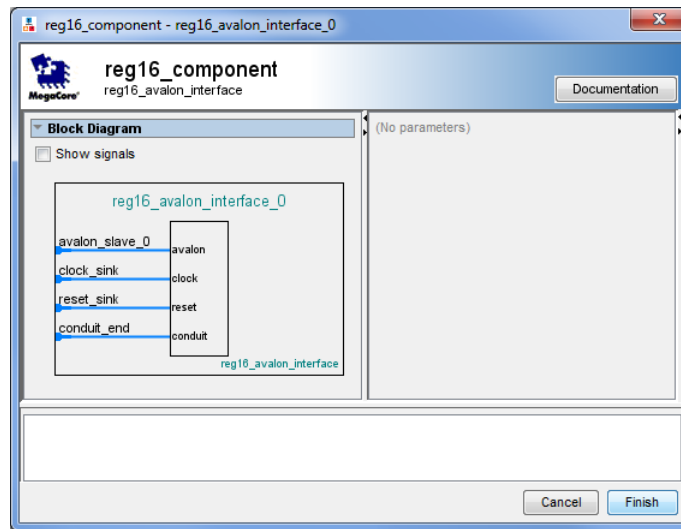 reg16_component - reg16_avalon_interface_0
reg16_component
reg16_avalon_interface
MegaCore®
Documentation
Block Diagram
Show signals
reg16_avalon_interface_0
avalon_slave_0
avalon
clock_sink
clock
reset_sink
reset
conduit_end
conduit
reg16_avalon_interface
(No parameters)
Cancel
Finish